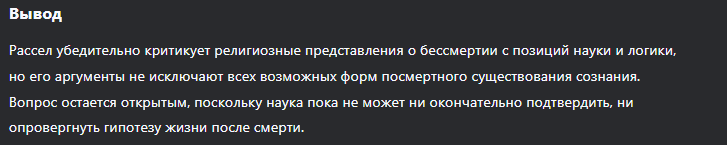 Вывод
Рассел убедительно критикует религиозные представления о бессмертии с позиций науки и логики,
но его аргументы не исключают всех возможных форм посмертного существования сознания.
Вопрос остается открытым, поскольку наука пока не может ни окончательно подтвердить, ни
опровергнуть гипотезу жизни после смерти.